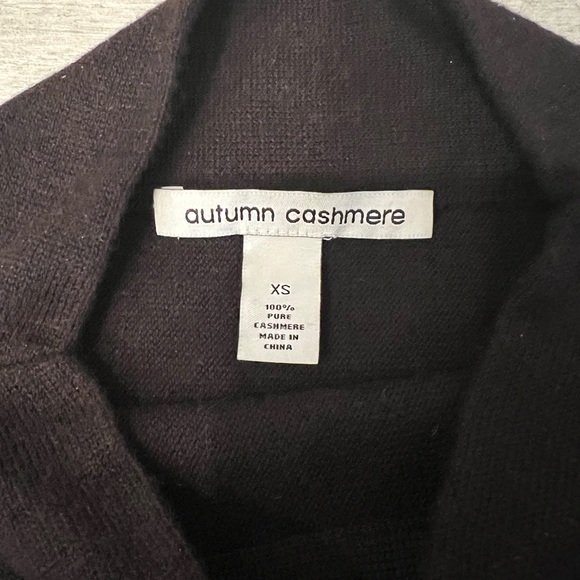 autumn cashmere
XS
100%
PURE
CASHMERE
MADE IN
CHINA